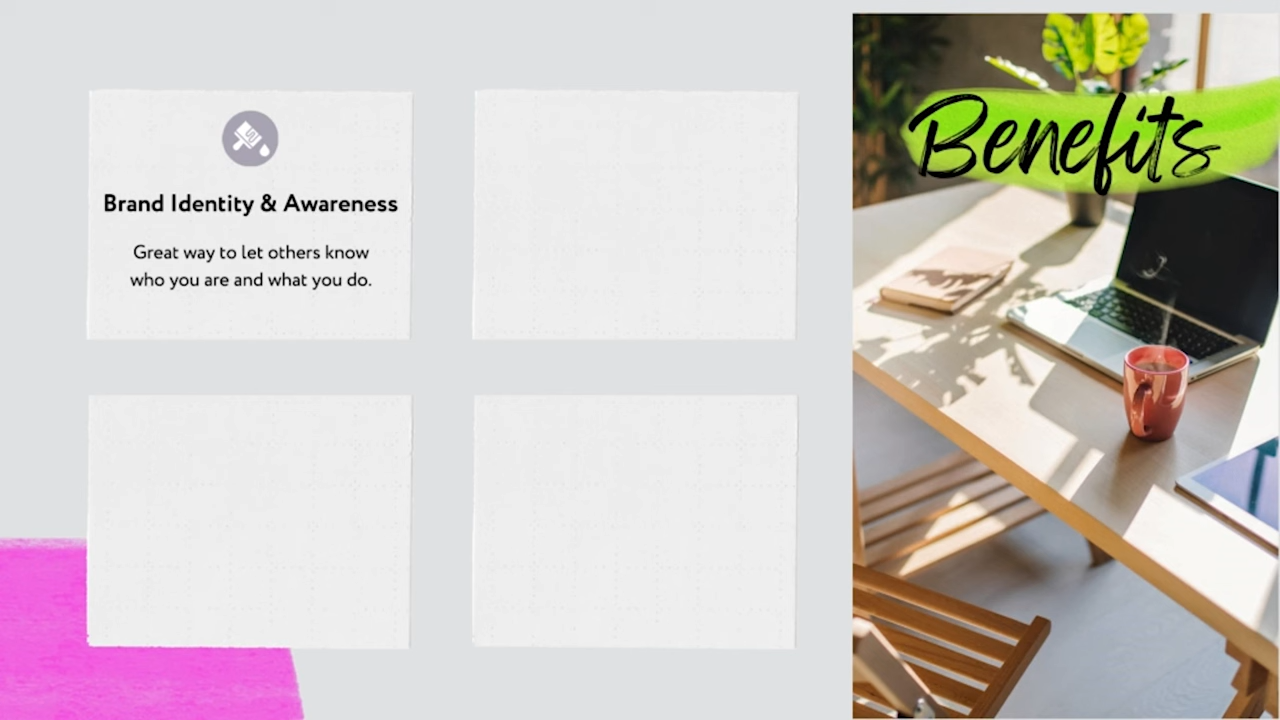 Benefits
Brand Identity & Awareness
Great way to let others know
who you are and what you do.